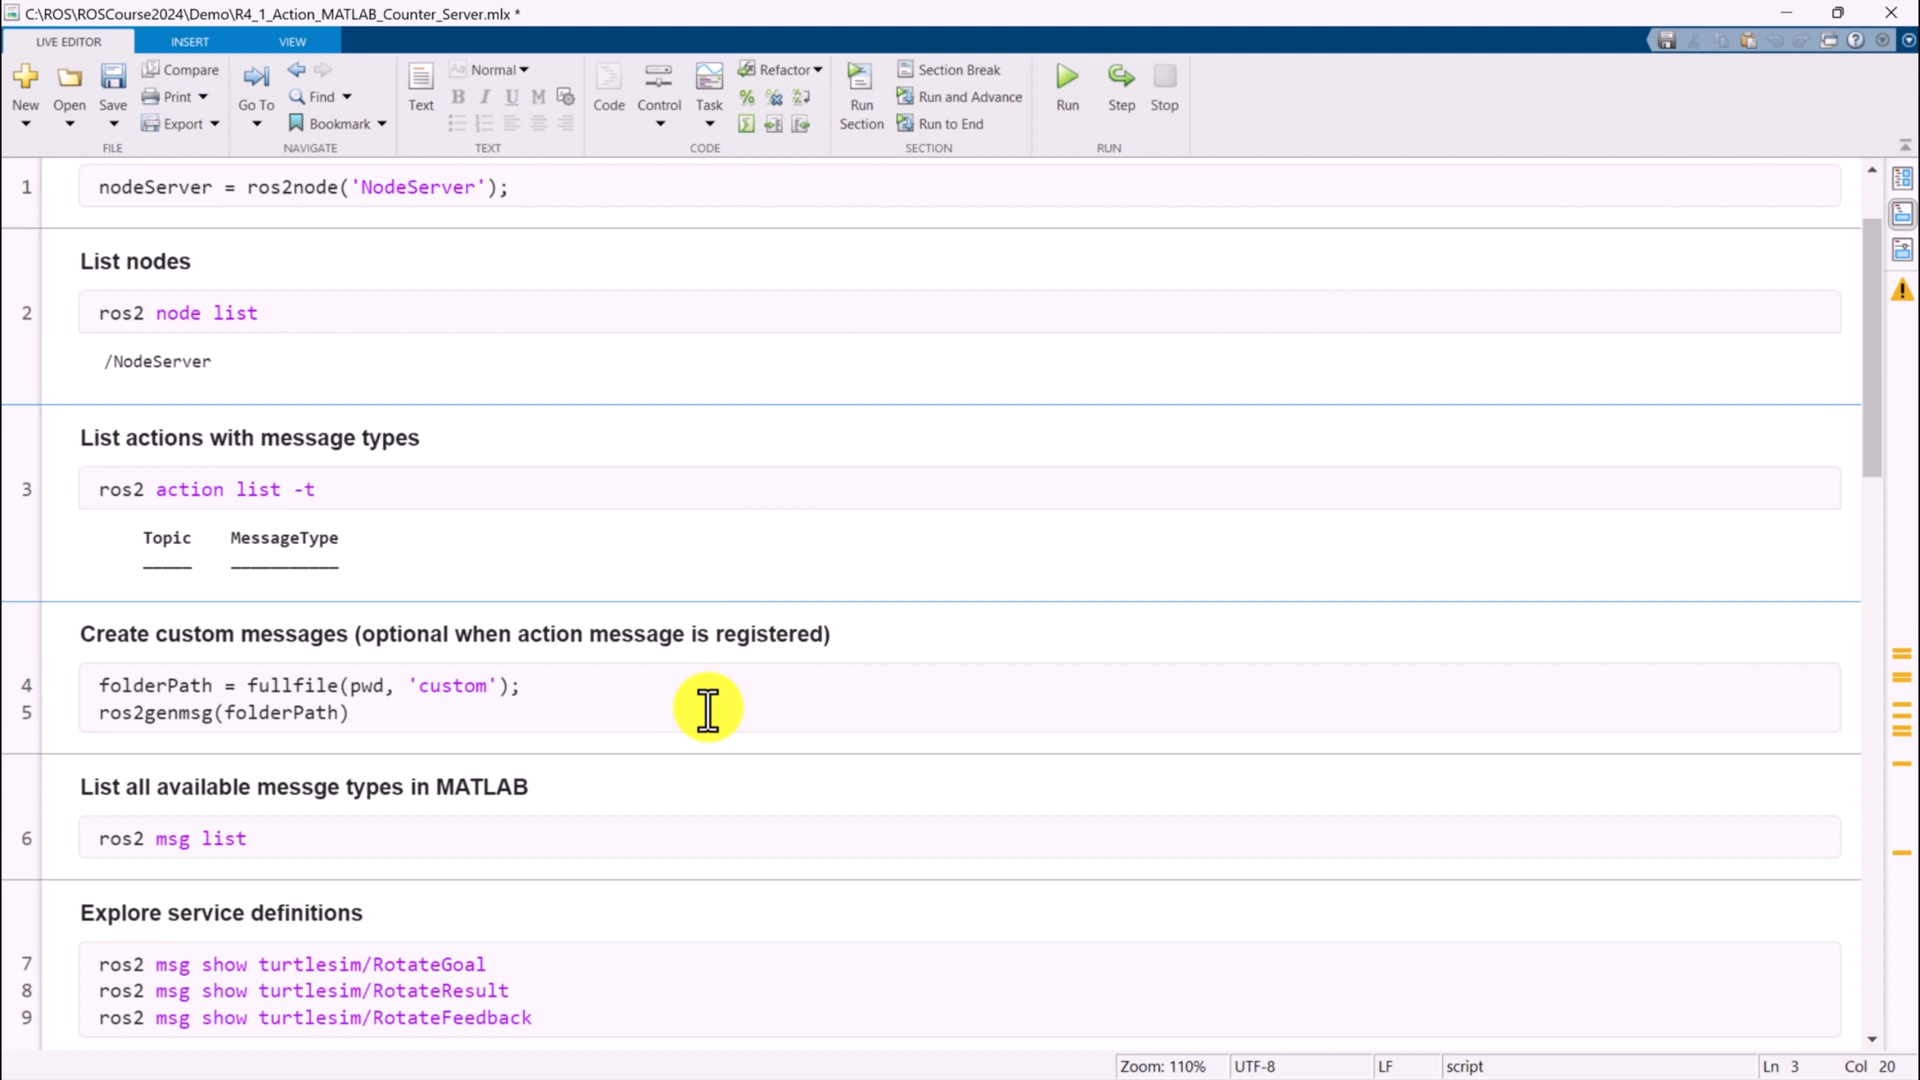 C:\ROS\ROSCourse2024\Demo\R4_1_Action_MATLAB_Counter_Server.mlx *
LIVE EDITOR
INSERT
VIEW
New
Open
Save
Compare
Print
Export
FILE
Go To
Find
Bookmark
NAVIGATE
Text
Aa Normal
B I U M
TEXT
Code
Control
Task
Refactor
CODE
Run
Section
Section Break
Run and Advance
Run to End
SECTION
Run
Step
Stop
RUN
1 nodeServer = ros2node('NodeServer');
List nodes
2 ros2 node list
/NodeServer
List actions with message types
3 ros2 action list -t
Topic MessageType
Create custom messages (optional when action message is registered)
4 folderPath = fullfile(pwd, 'custom');
5 ros2genmsg(folderPath)
List all available messge types in MATLAB
6 ros2 msg list
Explore service definitions
7 ros2 msg show turtlesim/RotateGoal
8 ros2 msg show turtlesim/RotateResult
9 ros2 msg show turtlesim/RotateFeedback
Zoom: 110% UTF-8 LF script Ln 3 Col 20